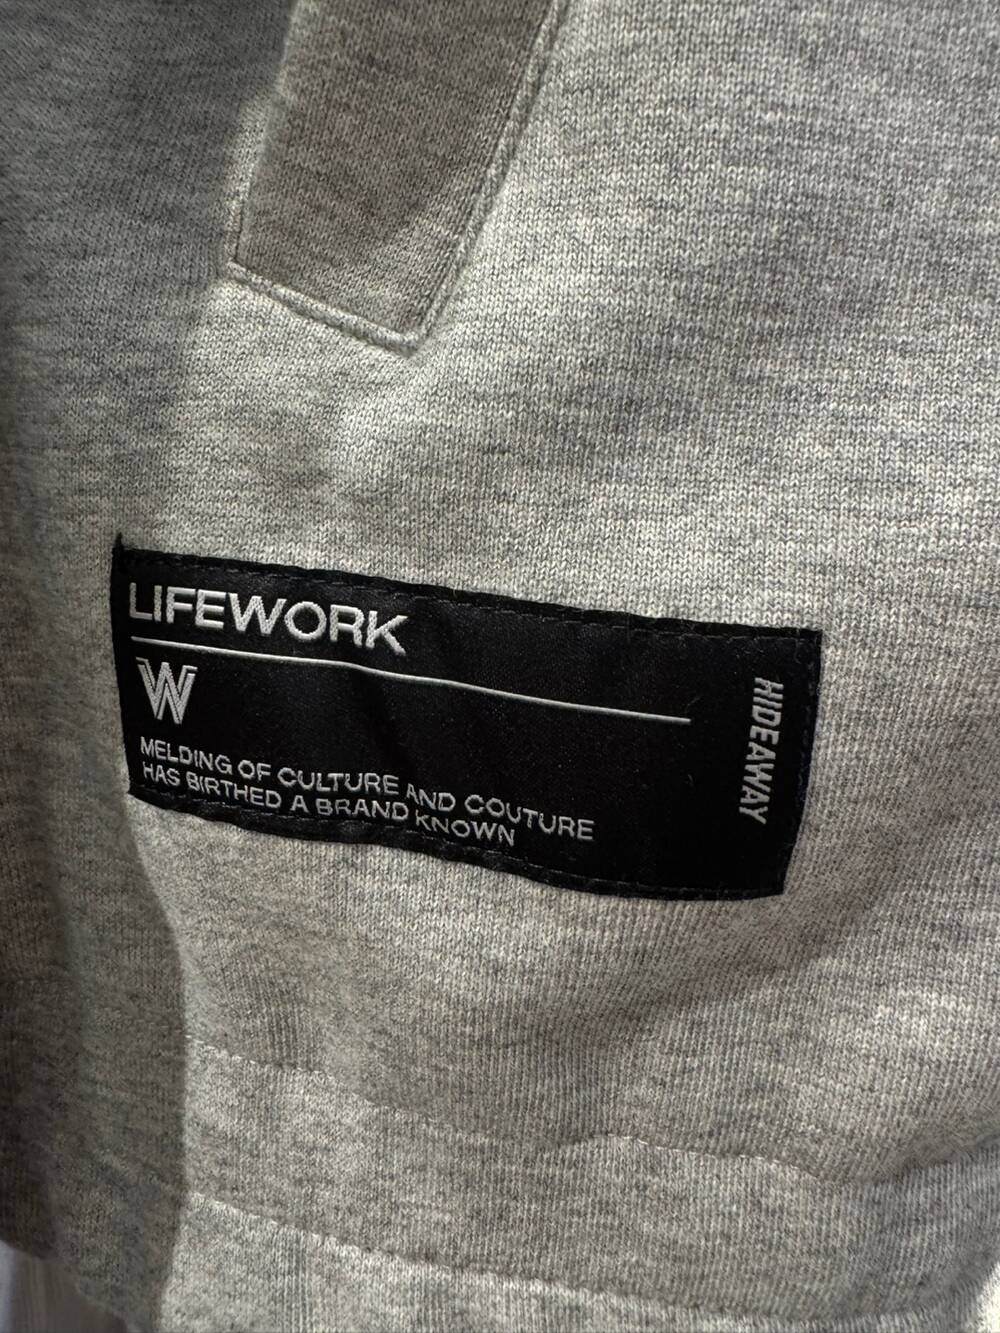 LIFEWORK
W
MELDING OF CULTURE AND COUTURE
HAS BIRTHED A BRAND KNOWN
HIDEAWAY